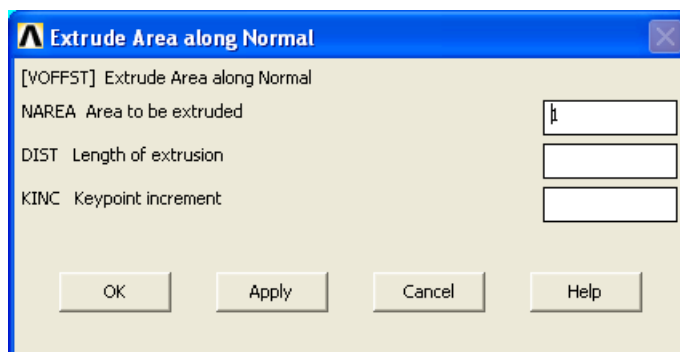 Extrude Area along Normal
[VOFFST] Extrude Area along Normal
NAREA Area to be extruded 1
DIST Length of extrusion
KINC Keypoint increment
OK Apply Cancel Help